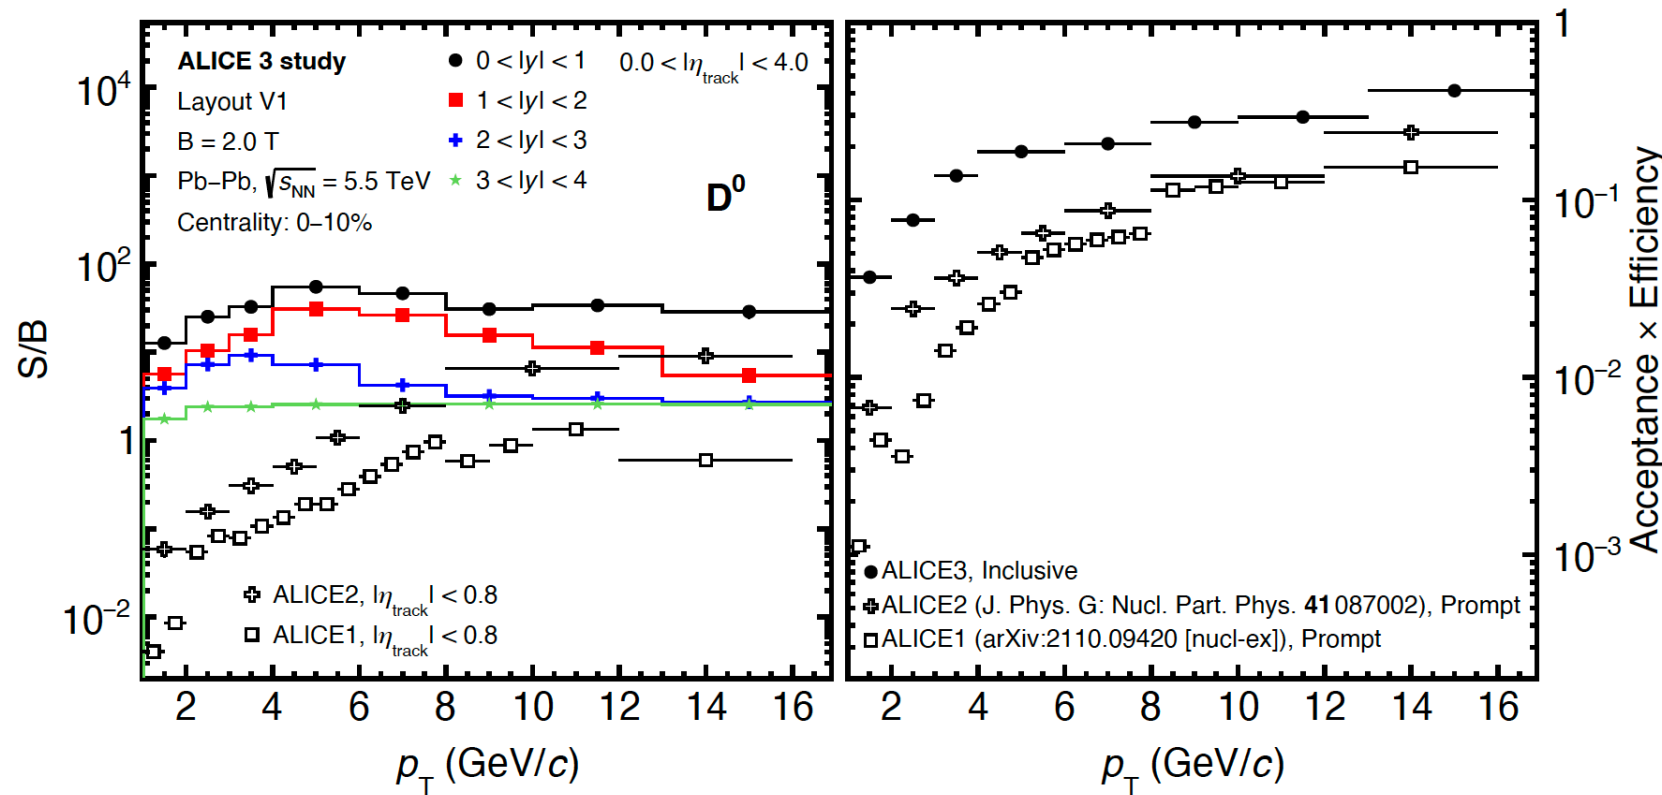 ALICE 3 study
Layout V1
B = 2.0 T
Pb−Pb, √sNN = 5.5 TeV
Centrality: 0−10%
0 < |y| < 1
1 < |y| < 2
2 < |y| < 3
3 < |y| < 4
0.0 < |ηtrack| < 4.0
D⁰
ALICE2, |ηtrack| < 0.8
ALICE1, |ηtrack| < 0.8
S/B
10⁴
10²
1
10⁻²
2 4 6 8 10 12 14 16
pT (GeV/c)
ALICE3, Inclusive
ALICE2 (J. Phys. G: Nucl. Part. Phys. 41 087002), Prompt
ALICE1 (arXiv:2110.09420 [nucl-ex]), Prompt
1
10⁻¹
10⁻²
10⁻³
Acceptance × Efficiency
2 4 6 8 10 12 14 16
pT (GeV/c)